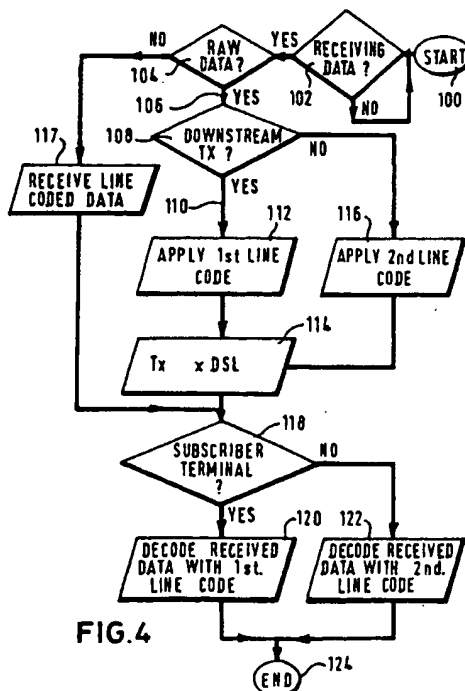 START
100
RECEIVING
DATA ?
102
NO
YES
RAW
DATA?
104
NO
106
YES
DOWNSTREAM
TX ?
108
NO
110
YES
117
RECEIVE LINE
CODED DATA
112
APPLY 1st LINE
CODE
116
APPLY 2nd LINE
CODE
114
Tx x DSL
118
SUBSCRIBER
TERMINAL
?
NO
YES
120
DECODE RECEIVED
DATA WITH 1st.
LINE CODE
122
DECODE RECEIVED
DATA WITH 2nd.
LINE CODE
FIG.4
END
124